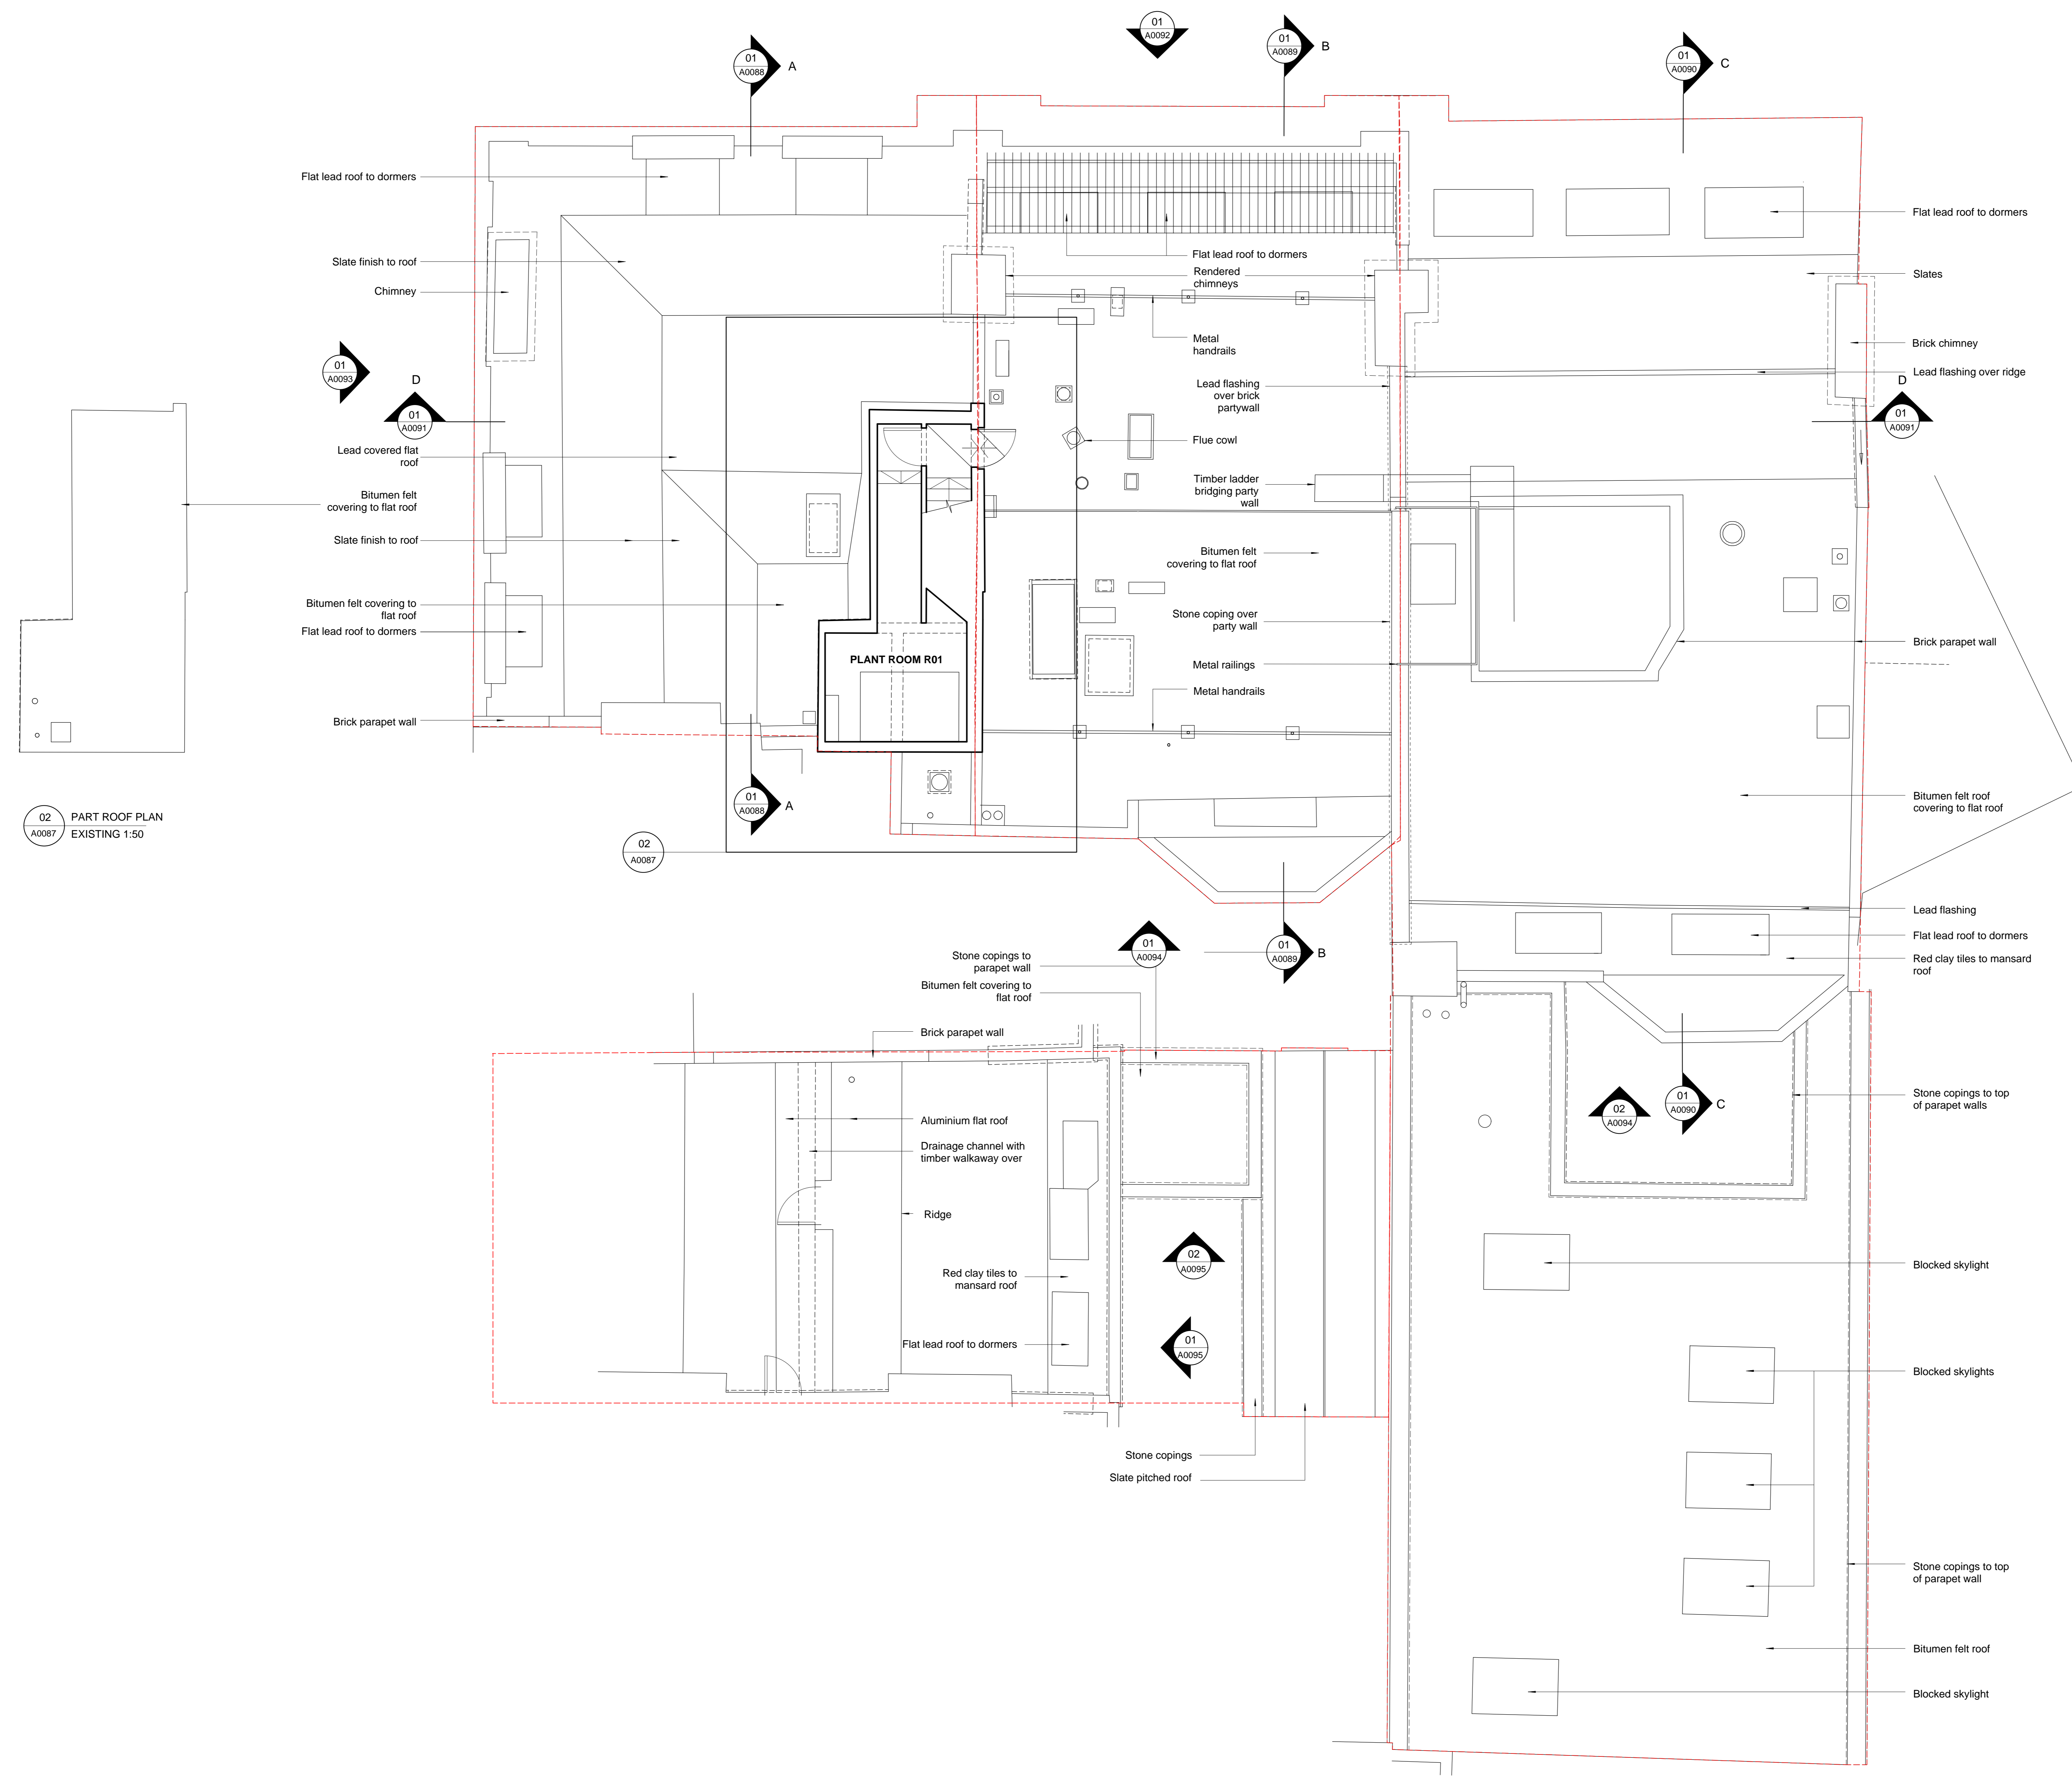 01
A0092
01
A0088
A
01
A0089
B
01
A0090
C
Flat lead roof to dormers
Slate finish to roof
Chimney
01
A0093
D
01
A0091
Lead covered flat
roof
Bitumen felt
covering to flat roof
Slate finish to roof
Bitumen felt covering to
flat roof
Flat lead roof to dormers
Brick parapet wall
02
A0087
PART ROOF PLAN
EXISTING 1:50
Flat lead roof to dormers
Rendered
chimneys
Metal
handrails
Lead flashing
over brick
partywall
Flue cowl
Timber ladder
bridging party
wall
Bitumen felt
covering to flat roof
Stone coping over
party wall
PLANT ROOM R01
Metal railings
Metal handrails
01
A0088
A
02
A0087
Flat lead roof to dormers
Slates
Brick chimney
Lead flashing over ridge
D
01
A0091
Brick parapet wall
Bitumen felt roof
covering to flat roof
Lead flashing
Flat lead roof to dormers
Red clay tiles to mansard
roof
01
A0094
01
A0089
B
Stone copings to
parapet wall
Bitumen felt covering to
flat roof
Brick parapet wall
Aluminium flat roof
Drainage channel with
timber walkaway over
Ridge
Red clay tiles to
mansard roof
Flat lead roof to dormers
02
A0095
01
A0095
Stone copings
Slate pitched roof
02
A0094
01
A0090
C
Stone copings to top
of parapet walls
Blocked skylight
Blocked skylights
Stone copings to top
of parapet wall
Bitumen felt roof
Blocked skylight